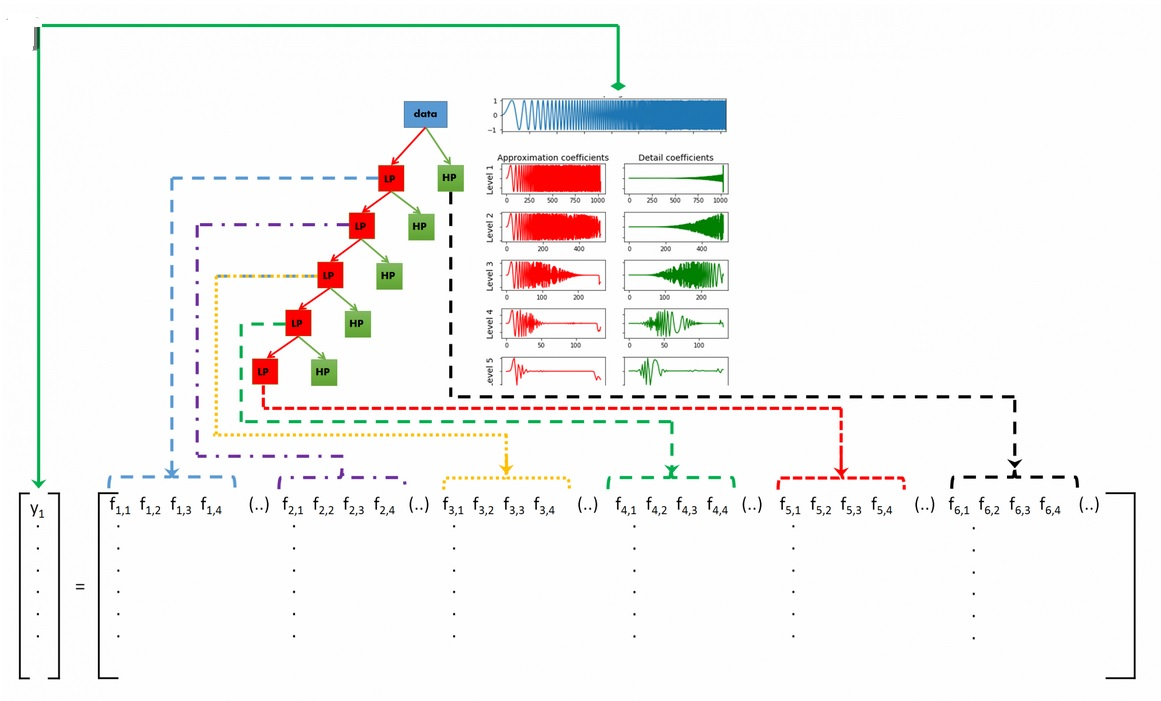 data
1
0
−1
Approximation coefficients Detail coefficients
LP HP Level 1
0 250 500 750 1000 0 250 500 750 1000
LP HP Level 2
0 200 400 0 200 400
LP HP Level 3
0 100 200 0 100 200
LP HP Level 4
0 50 100 0 50 100
LP HP evel 5
y1 f1,1 f1,2 f1,3 f1,4 (..) f2,1 f2,2 f2,3 f2,4 (..) f3,1 f3,2 f3,3 f3,4 (..) f4,1 f4,2 f4,3 f4,4 (..) f5,1 f5,2 f5,3 f5,4 (..) f6,1 f6,2 f6,3 f6,4 (..)
=